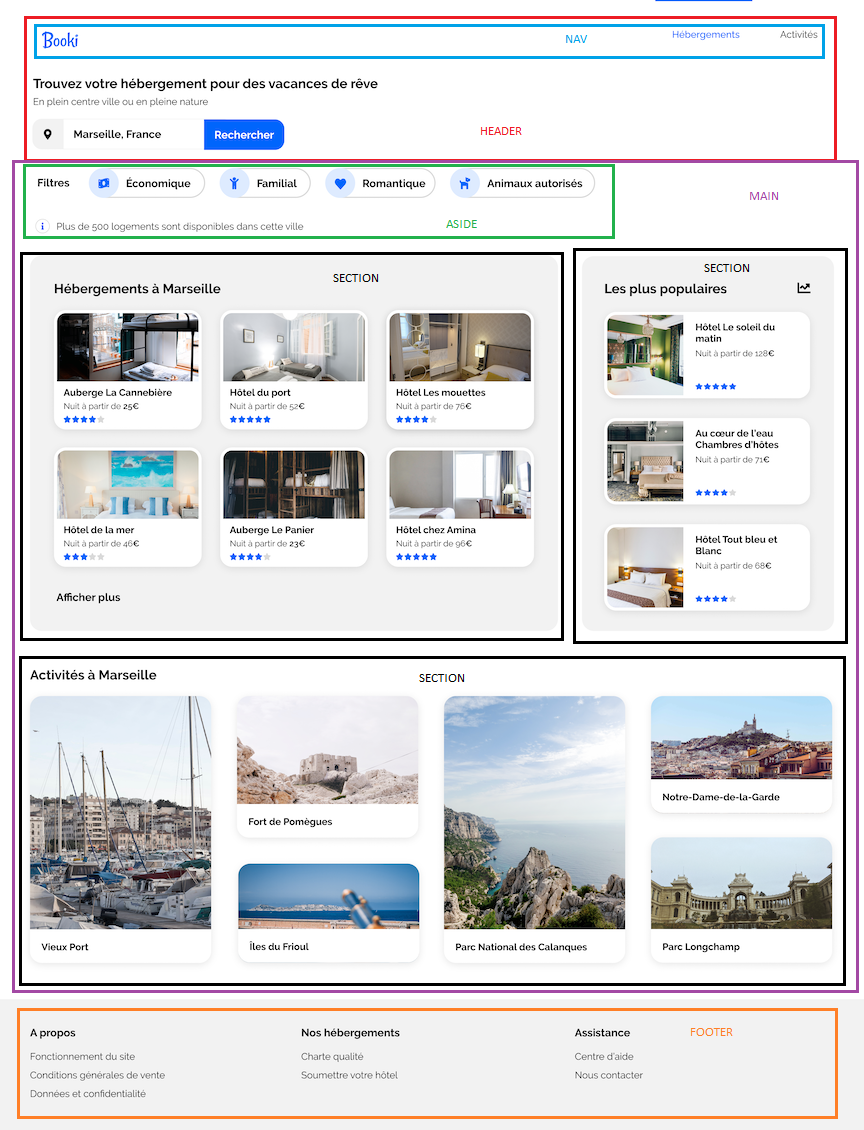 Booki
NAV
Hébergements
Activités
Trouvez votre hébergement pour des vacances de rêve
En plein centre ville ou en pleine nature
Marseille, France
Rechercher
HEADER
Filtres
Économique
Familial
Romantique
Animaux autorisés
MAIN
Plus de 500 logements sont disponibles dans cette ville
ASIDE
SECTION
Hébergements à Marseille
Auberge La Cannebière
Nuit à partir de 25€
Hôtel du port
Nuit à partir de 52€
Hôtel Les mouettes
Nuit à partir de 76€
Hôtel de la mer
Nuit à partir de 46€
Auberge Le Panier
Nuit à partir de 23€
Hôtel chez Amina
Nuit à partir de 96€
Afficher plus
SECTION
Les plus populaires
Hôtel Le soleil du
matin
Nuit à partir de 128€
Au cœur de l'eau
Chambres d'hôtes
Nuit à partir de 71€
Hôtel Tout bleu et
Blanc
Nuit à partir de 68€
Activités à Marseille
SECTION
Vieux Port
Fort de Pomègues
Îles du Frioul
Parc National des Calanques
Notre-Dame-de-la-Garde
Parc Longchamp
A propos
Fonctionnement du site
Conditions générales de vente
Données et confidentialité
Nos hébergements
Charte qualité
Soumettre votre hôtel
Assistance
Centre d'aide
Nous contacter
FOOTER